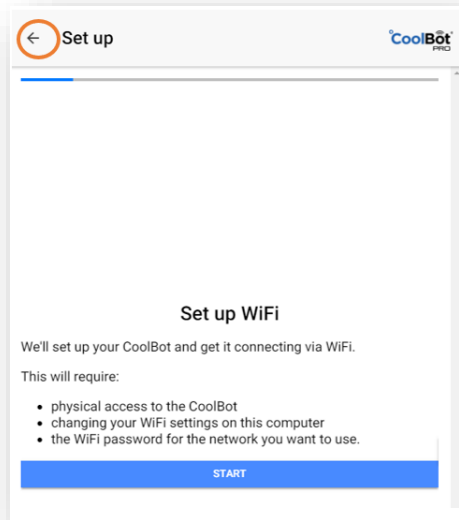 ← Set up
CoolBot
PRO
Set up WiFi
We'll set up your CoolBot and get it connecting via WiFi.
This will require:
• physical access to the CoolBot
• changing your WiFi settings on this computer
• the WiFi password for the network you want to use.
START